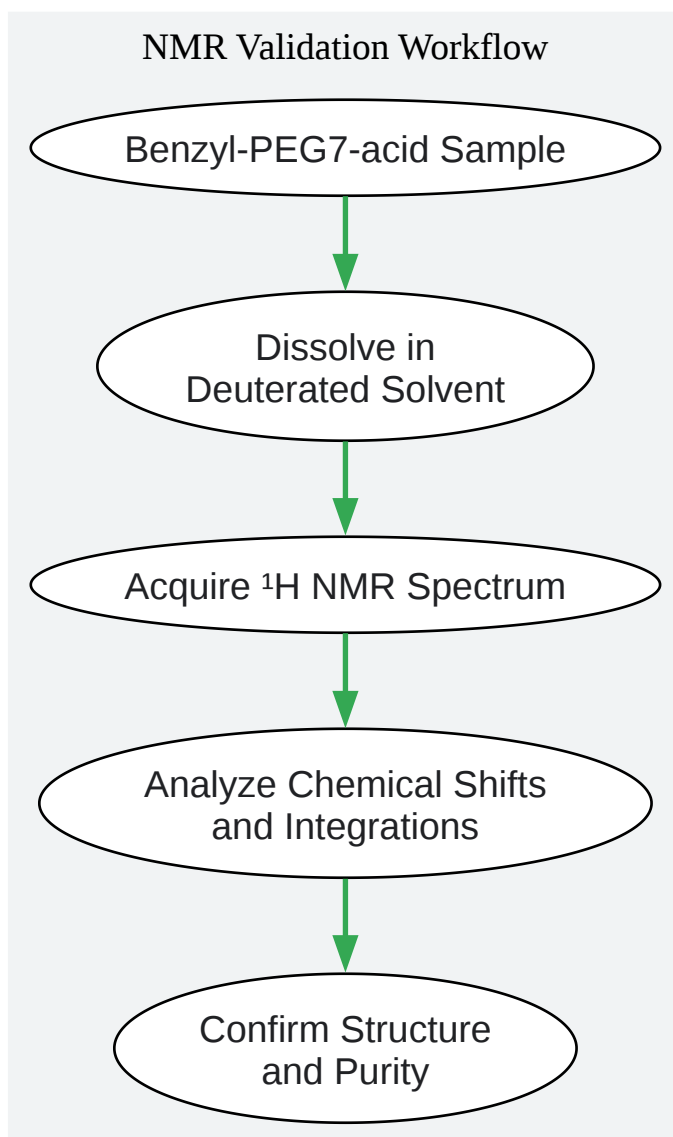 NMR Validation Workflow
Benzyl-PEG7-acid Sample
Dissolve in
Deuterated Solvent
Acquire ¹H NMR Spectrum
Analyze Chemical Shifts
and Integrations
Confirm Structure
and Purity